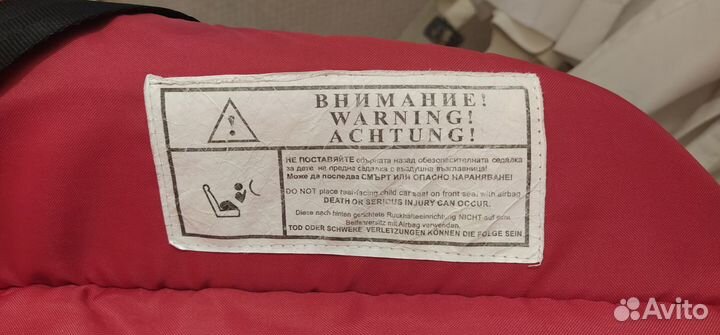 ВНИМАНИЕ!
WARNING!
ACHTUNG!
НЕ ПОСТАВЯЙТЕ обърната назад обезопасителната седалка
за дете на предна седалка с въздушна възглавница!
Може да последва СМЪРТ ИЛИ ОПАСНО НАРАНЯВАНЕ!
DO NOT place rear-facing child car seat on front seat with airbag
DEATH OR SERIOUS INJURY CAN OCCUR.
Diese nach hinten gerichtete Rückhalteeinrichtung NICHT auf dem
Beifahrersitz mit Airbag verwenden.
TOD ODER SCHWERE VERLETZUNGEN KÖNNEN DIE FOLGE SEIN
Avito